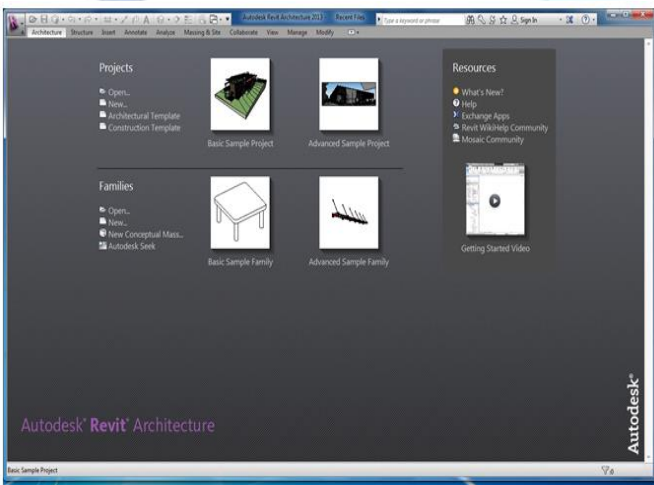 Autodesk Revit Architecture 2013 Recent Files Type a keyword or phrase Sign In
Architecture Structure Insert Annotate Analyze Massing & Site Collaborate View Manage Modify
Projects
Open...
New...
Architectural Template
Construction Template
Basic Sample Project
Advanced Sample Project
Resources
What's New?
Help
Exchange Apps
Revit WikiHelp Community
Mosaic Community
Getting Started Video
Families
Open...
New...
New Conceptual Mass...
Autodesk Seek
Basic Sample Family
Advanced Sample Family
Autodesk® Revit® Architecture
Autodesk®
Basic Sample Project
:0